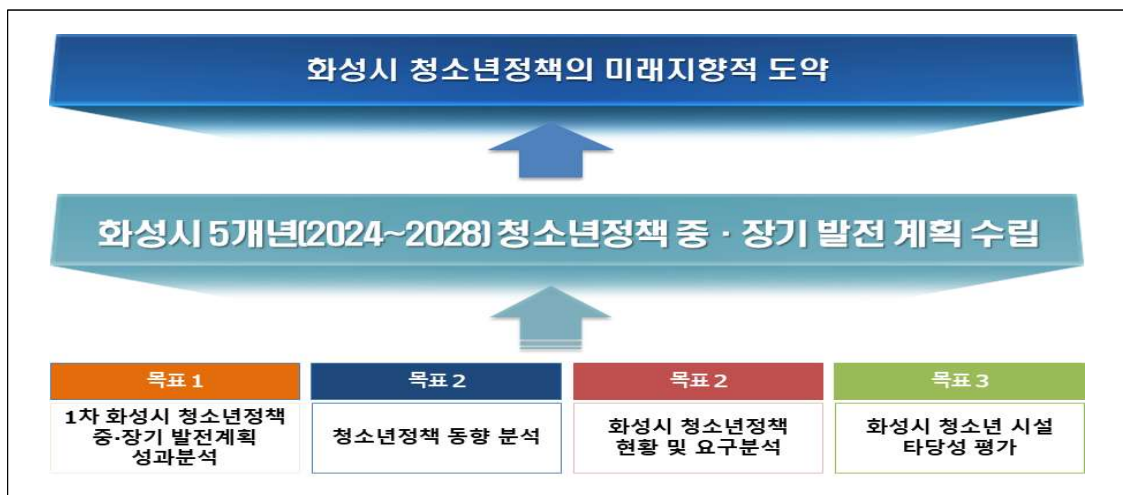 화성시 청소년정책의 미래지향적 도약
화성시 5개년(2024~2028) 청소년정책 중 · 장기 발전 계획 수립
목표 1
1차 화성시 청소년정책
중·장기 발전계획
성과분석
목표 2
청소년정책 동향 분석
목표 2
화성시 청소년정책
현황 및 요구분석
목표 3
화성시 청소년 시설
타당성 평가